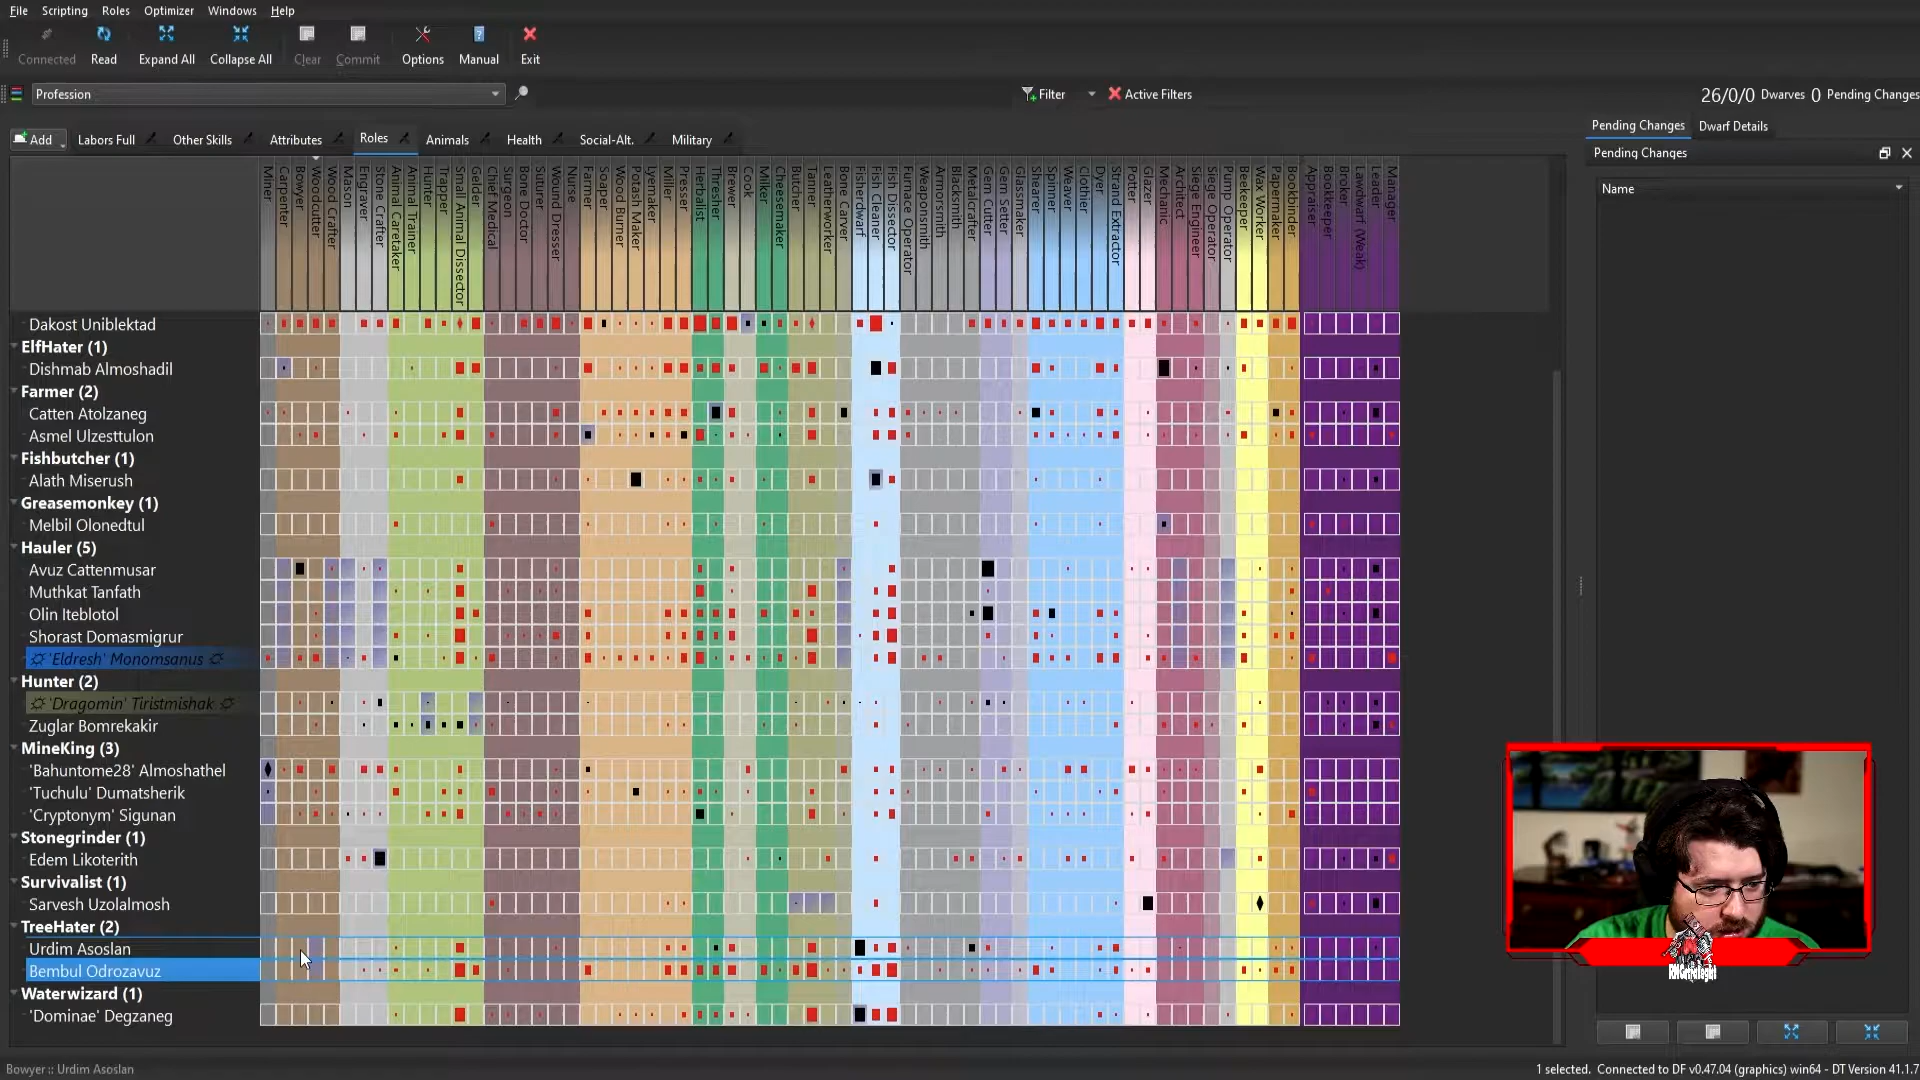 File Scripting Roles Optimizer Windows Help
Connected Read Expand All Collapse All Clear Commit Options Manual Exit
Profession Filter Active Filters 26/0/0 Dwarves 0 Pending Changes
Pending Changes Dwarf Details
Add Labors Full Other Skills Attributes Roles Animals Health Social-Alt. Military
Pending Changes
Name
Miner
Carpenter
Bowyer
Woodcutter
Wood Crafter
Mason
Engraver
Stone Crafter
Animal Caretaker
Animal Trainer
Hunter
Trapper
Small Animal Dissector
Gelder
Chief Medical
Surgeon
Bone Doctor
Suturer
Wound Dresser
Nurse
Farmer
Soaper
Wood Burner
Potash Maker
Lyemaker
Miller
Presser
Herbalist
Thresher
Brewer
Cook
Milker
Cheesemaker
Butcher
Tanner
Leatherworker
Bone Carver
Fisherdwarf
Fish Cleaner
Fish Dissector
Furnace Operator
Weaponsmith
Armorsmith
Blacksmith
Metalcrafter
Gem Cutter
Gem Setter
Glassmaker
Shearer
Spinner
Weaver
Clothier
Dyer
Strand Extractor
Potter
Glazer
Mechanic
Architect
Siege Engineer
Siege Operator
Pump Operator
Beekeeper
Wax Worker
Papermaker
Bookbinder
Appraiser
Bookkeeper
Broker
Lawdwarf (Weak)
Leader
Manager
Dakost Uniblektad
ElfHater (1)
Dishmab Almoshadil
Farmer (2)
Catten Atolzaneg
Asmel Ulzesttulon
Fishbutcher (1)
Alath Miserush
Greasemonkey (1)
Melbil Olonedtul
Hauler (5)
Avuz Cattenmusar
Muthkat Tanfath
Olin Iteblotol
Shorast Domasmigrur
☼'Eldresh' Monomsanus ☼
Hunter (2)
☼'Dragomin' Tiristmishak ☼
Zuglar Bomrekakir
MineKing (3)
'Bahuntome28' Almoshathel
'Tuchulu' Dumatsherik
'Cryptonym' Sigunan
Stonegrinder (1)
Edem Likoterith
Survivalist (1)
Sarvesh Uzolalmosh
TreeHater (2)
Urdim Asoslan
Bembul Odrozavuz
Waterwizard (1)
'Dominae' Degzaneg
Bowyer :: Urdim Asoslan 1 selected. Connected to DF v0.47.04 (graphics) win64 - DT Version 41.1.7